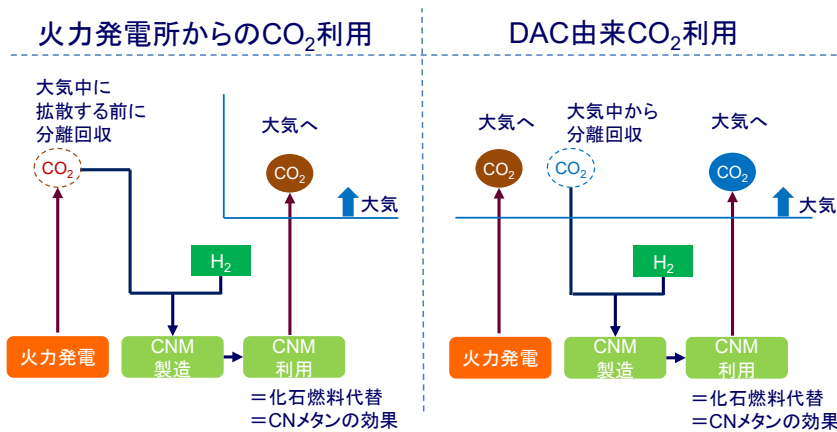 火力発電所からのCO₂利用
大気中に
拡散する前に
分離回収
CO₂
大気へ
CO₂
大気
H₂
火力発電
CNM
製造
CNM
利用
＝化石燃料代替
＝CNメタンの効果
DAC由来CO₂利用
大気へ
CO₂
大気中から
分離回収
CO₂
大気へ
CO₂
大気
H₂
火力発電
CNM
製造
CNM
利用
＝化石燃料代替
＝CNメタンの効果